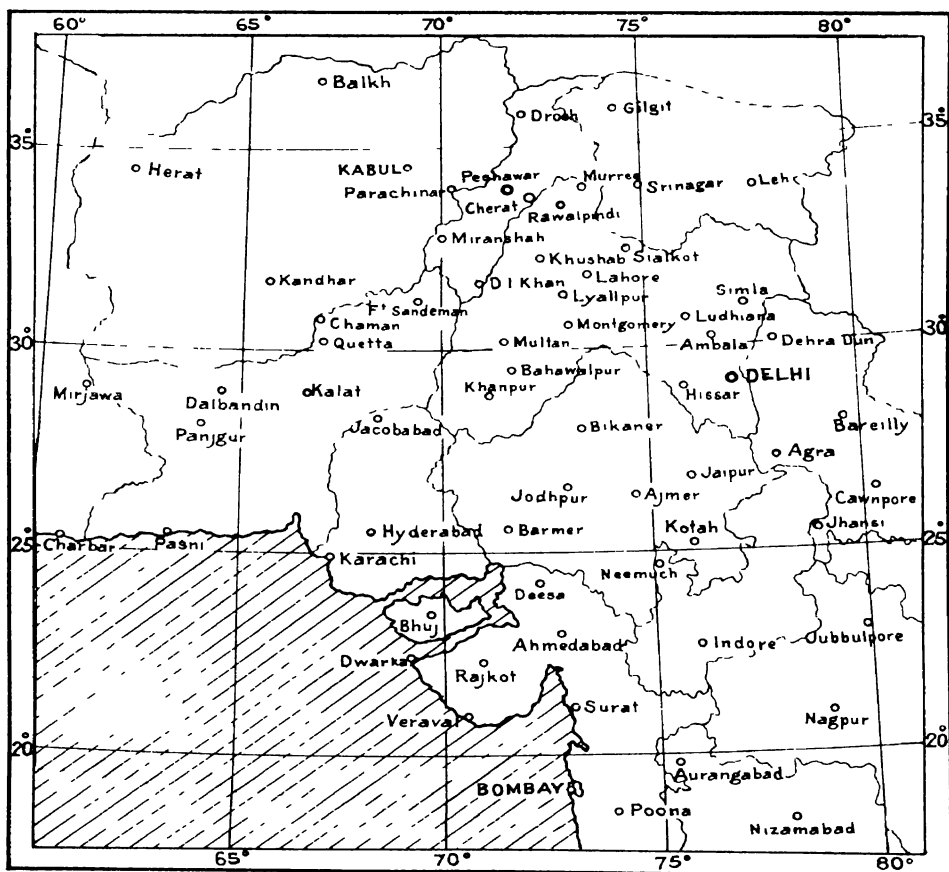 60° 65° 70° 75° 80°
Balkh
Drosh Gilgit
35° 35°
Herat KABUL Peshawar Murree
Parachinar Srinagar Leh
Cherat Rawalpindi
Miranshah
Khushab Sialkot
Kandhar D I Khan Lahore
Lyallpur Simla
Ft Sandeman
Chaman Montgomery Ludhiana
30° Quetta Multan Ambala Dehra Dun 30°
Bahawalpur DELHI
Mirjawa Dalbandin Kalat Khanpur Hissar
Panjgur Jacobabad Bikaner Bareilly
Agra
Jaipur
Jodhpur Ajmer Cawnpore
Hyderabad Barmer Kotah Jhansi
25° Charbar Pasni 25°
Karachi
Neemuch
Deesa
Bhuj
Ahmedabad Indore Jubbulpore
Dwarka
Rajkot
Veraval Surat Nagpur
20° 20°
Aurangabad
BOMBAY
Poona
Nizamabad
65° 70° 75° 80°